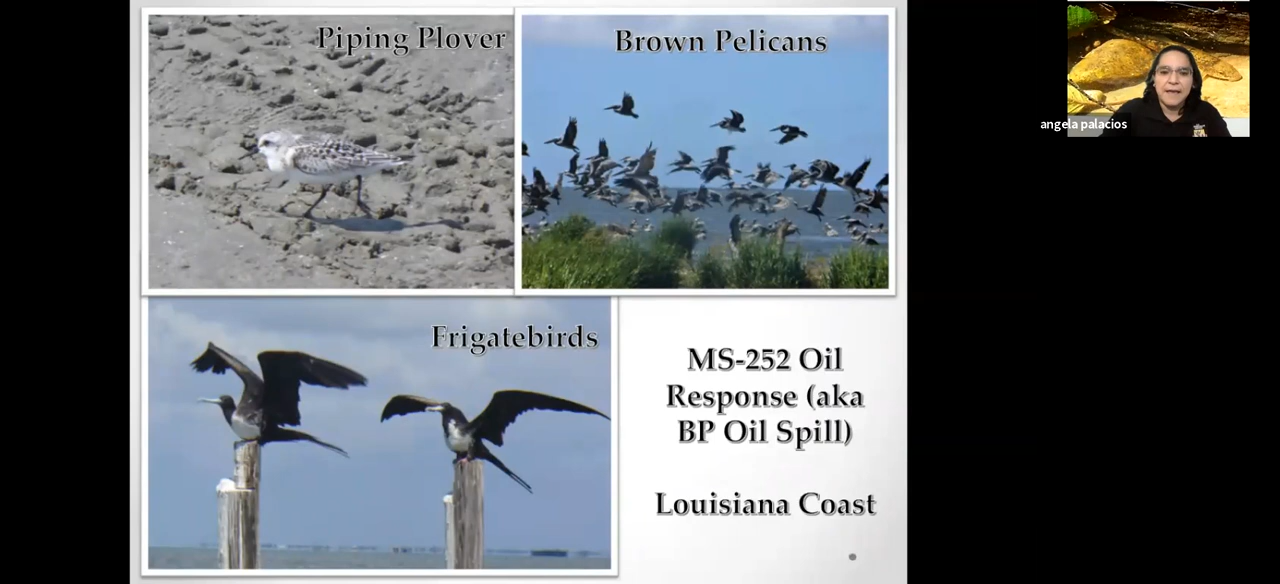 Piping Plover
Brown Pelicans
angela palacios
Frigatebirds
MS-252 Oil
Response (aka
BP Oil Spill)
Louisiana Coast